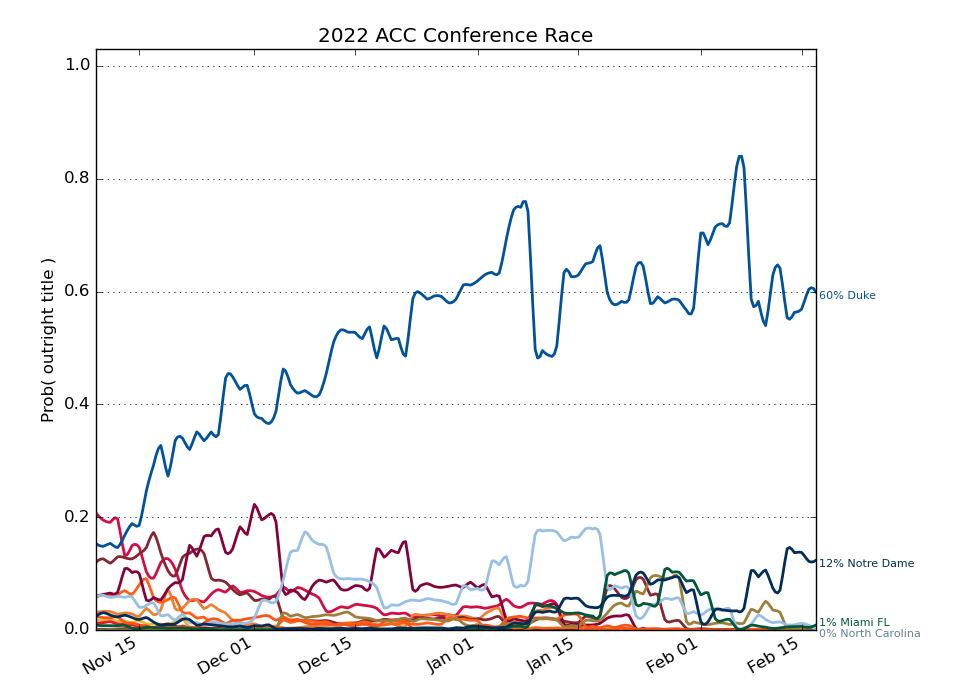 2022 ACC Conference Race
Prob( outright title )
1.0
0.8
0.6
0.4
0.2
0.0
60% Duke
12% Notre Dame
1% Miami FL
0% North Carolina
Nov 15
Dec 01
Dec 15
Jan 01
Jan 15
Feb 01
Feb 15